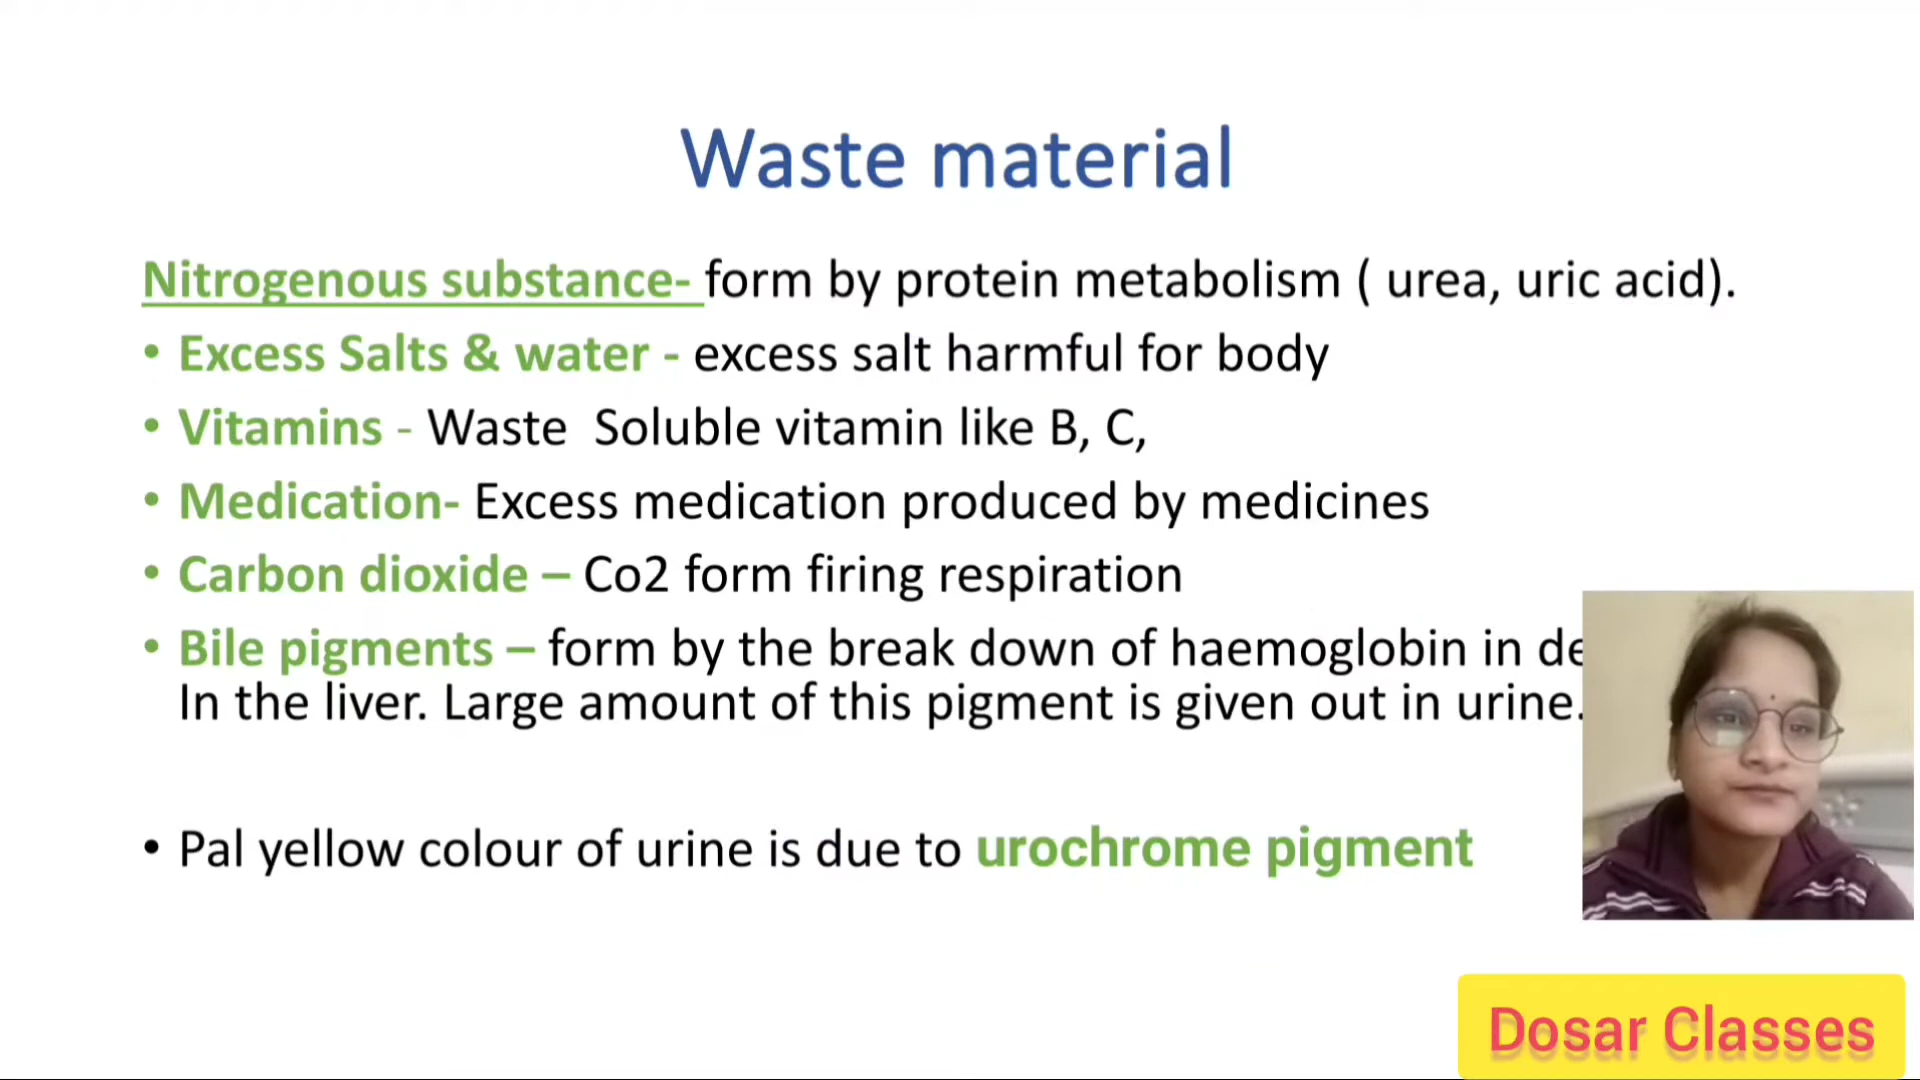 Waste material
Nitrogenous substance- form by protein metabolism ( urea, uric acid).
• Excess Salts & water - excess salt harmful for body
• Vitamins - Waste Soluble vitamin like B, C,
• Medication- Excess medication produced by medicines
• Carbon dioxide – Co2 form firing respiration
• Bile pigments – form by the break down of haemoglobin in
In the liver. Large amount of this pigment is given out in urine.
• Pal yellow colour of urine is due to urochrome pigment
Dosar Classes